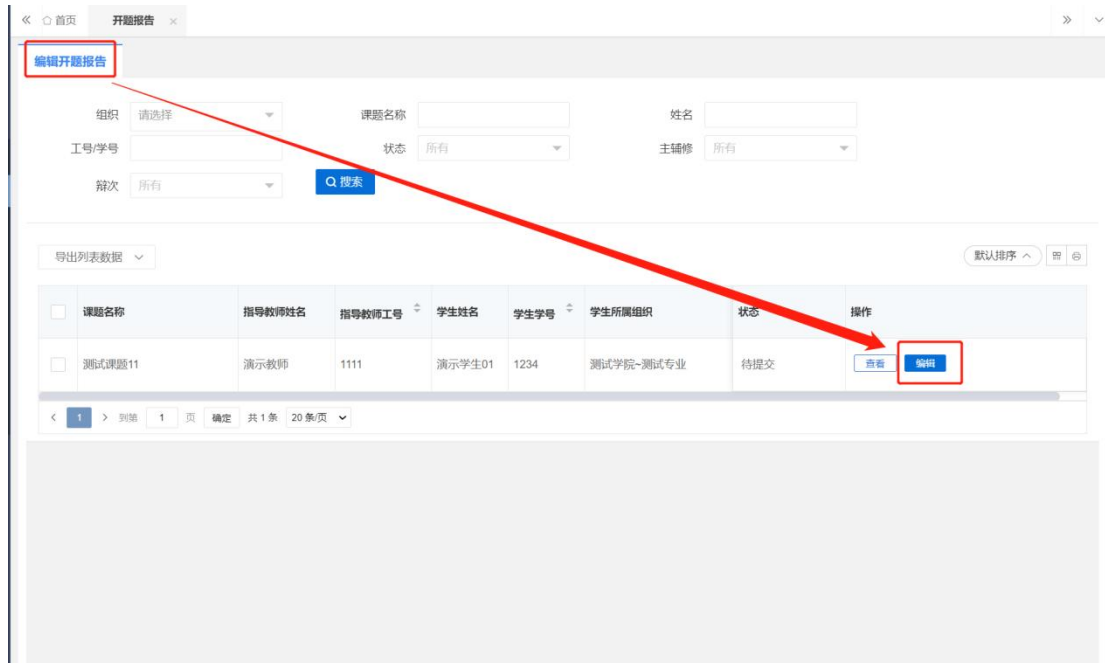 首页 开题报告
编辑开题报告
组织 请选择 课题名称 姓名
工号/学号 状态 所有 主辅修 所有
辩次 所有 搜索
导出列表数据 默认排序
课题名称 指导教师姓名 指导教师工号 学生姓名 学生学号 学生所属组织 状态 操作
测试课题11 演示教师 1111 演示学生01 1234 测试学院~测试专业 待提交 查看 编辑
1 到第 1 页 确定 共 1 条 20 条/页